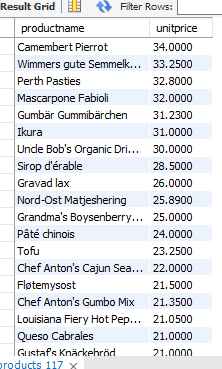 Result Grid Filter Rows:
productname unitprice
Camembert Pierrot 34.0000
Wimmers gute Semmelk... 33.2500
Perth Pasties 32.8000
Mascarpone Fabioli 32.0000
Gumbär Gummibärchen 31.2300
Ikura 31.0000
Uncle Bob's Organic Dri... 30.0000
Sirop d'érable 28.5000
Gravad lax 26.0000
Nord-Ost Matjeshering 25.8900
Grandma's Boysenberry... 25.0000
Pâté chinois 24.0000
Tofu 23.2500
Chef Anton's Cajun Sea... 22.0000
Fløtemysost 21.5000
Chef Anton's Gumbo Mix 21.3500
Louisiana Fiery Hot Pep... 21.0500
Queso Cabrales 21.0000
Gustaf's Knäckebröd 21.0000
products 117